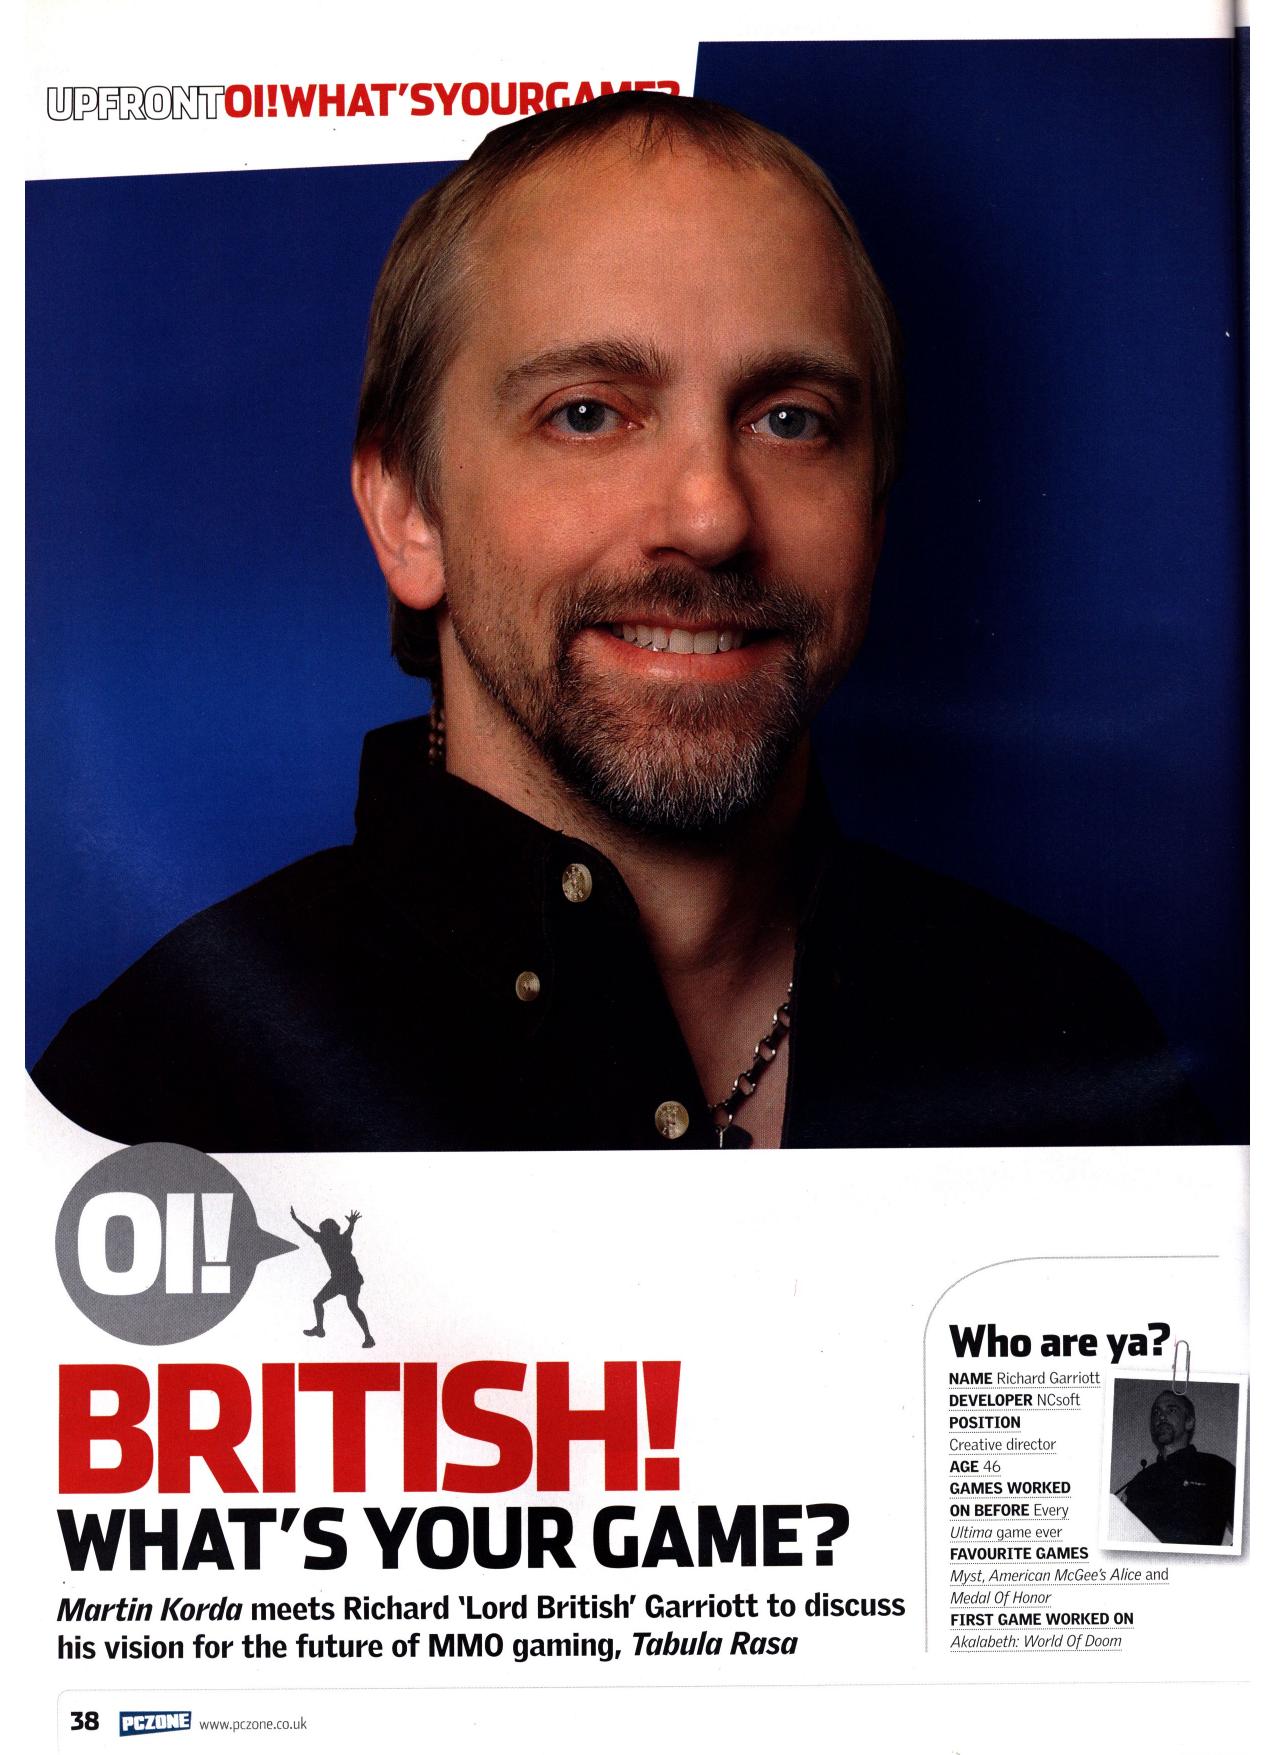 UPFRONTOI!WHAT'SYOURGAME?
OI!
BRITISH!
WHAT'S YOUR GAME?
Martin Korda meets Richard 'Lord British' Garriott to discuss
his vision for the future of MMO gaming, Tabula Rasa
Who are ya?
NAME Richard Garriott
DEVELOPER NCsoft
POSITION
Creative director
AGE 46
GAMES WORKED
ON BEFORE Every
Ultima game ever
FAVOURITE GAMES
Myst, American McGee's Alice and
Medal Of Honor
FIRST GAME WORKED ON
Akalabeth: World Of Doom
38 PCZONE www.pczone.co.uk